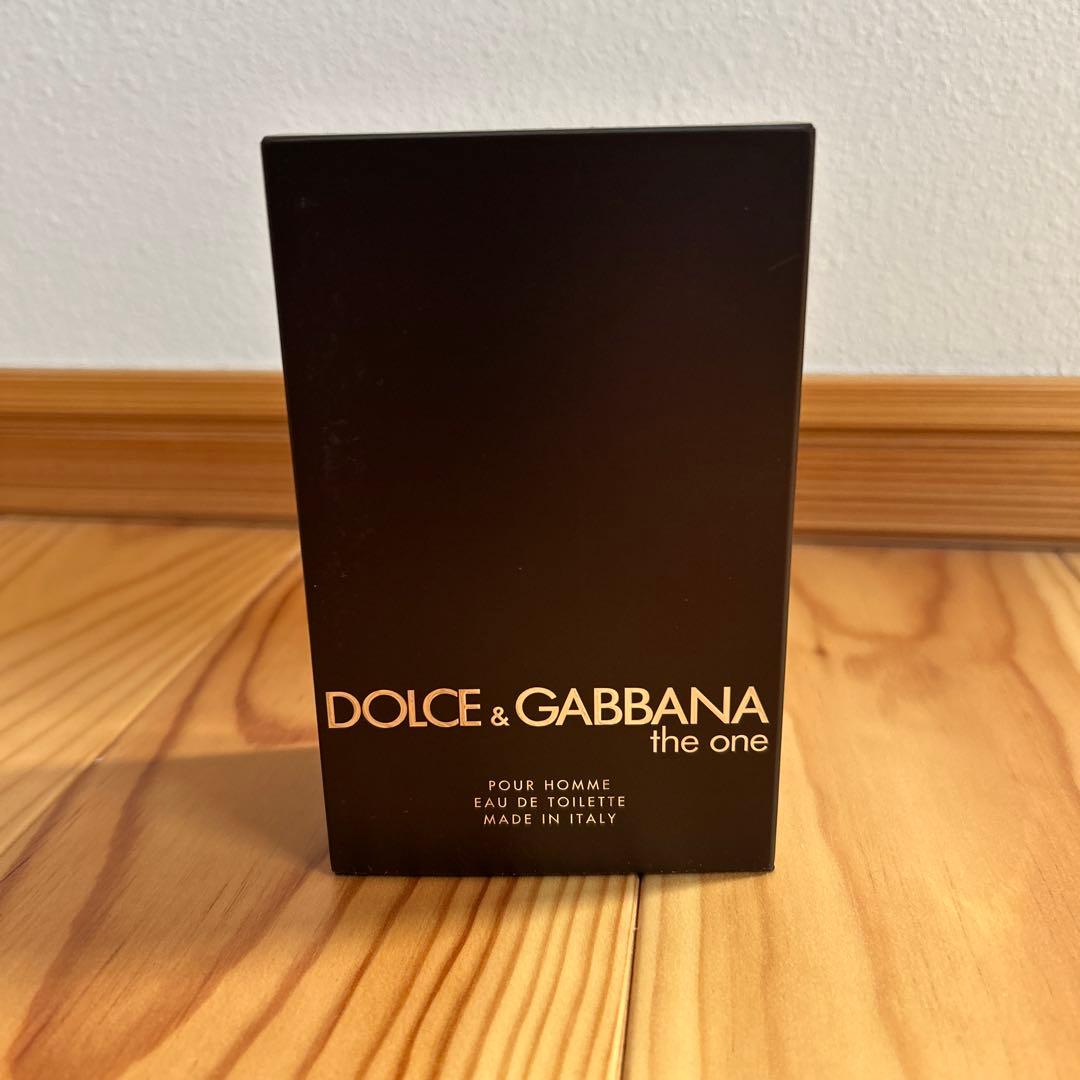 DOLCE & GABBANA
the one
POUR HOMME
EAU DE TOILETTE
MADE IN ITALY